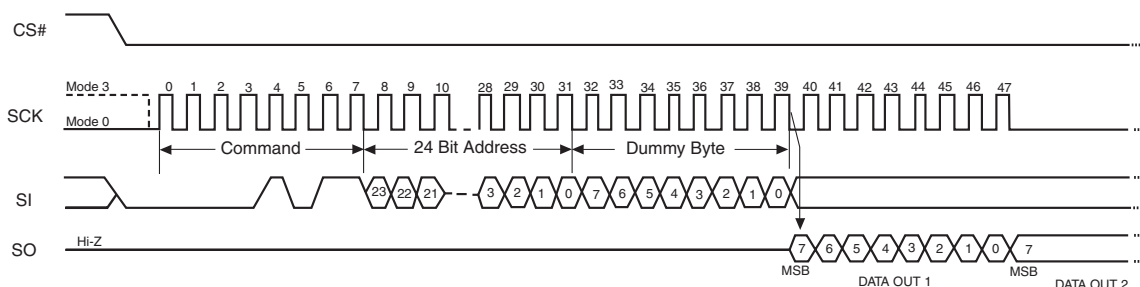 CS#
Mode 3
0 1 2 3 4 5 6 7 8 9 10 28 29 30 31 32 33 34 35 36 37 38 39 40 41 42 43 44 45 46 47
SCK
Mode 0
Command 24 Bit Address Dummy Byte
SI
23 22 21 3 2 1 0 7 6 5 4 3 2 1 0
SO
Hi-Z
7 6 5 4 3 2 1 0 7
MSB DATA OUT 1 MSB DATA OUT 2